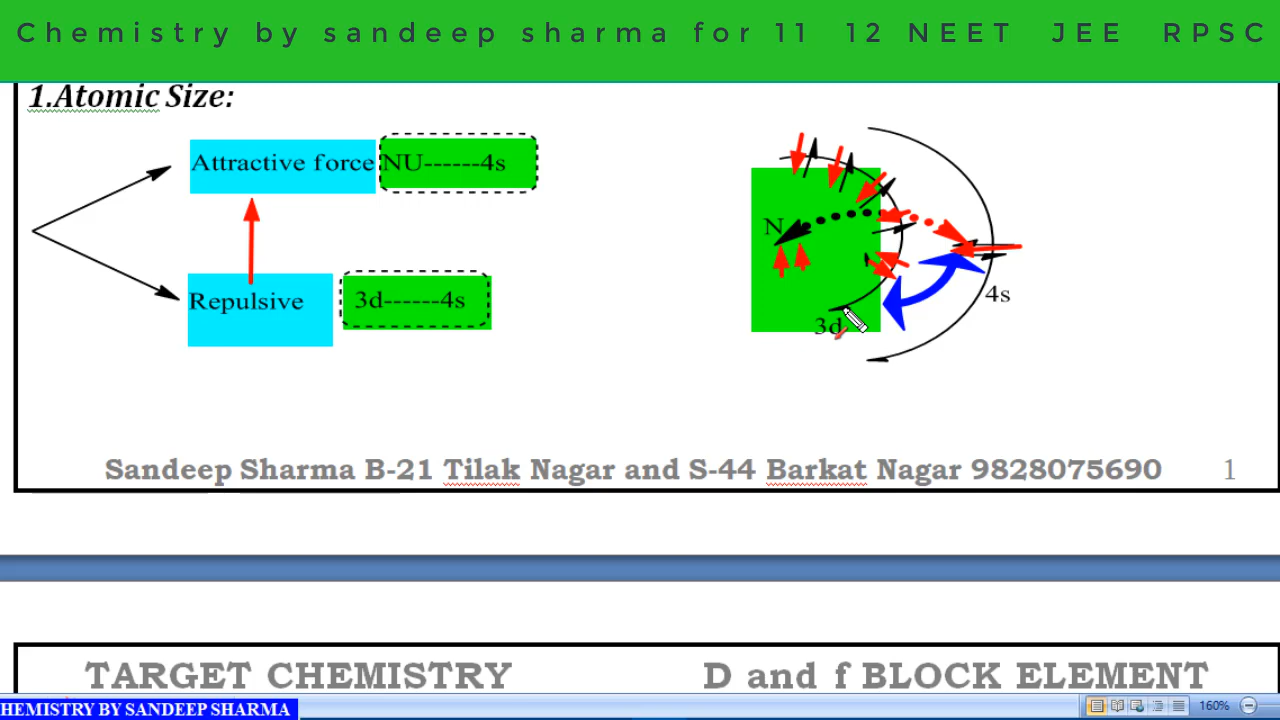 Chemistry by sandeep sharma for 11 12 NEET JEE RPSC
1.Atomic Size:
Attractive force NU------4s
N
4s
Repulsive 3d------4s
3d
Sandeep Sharma B-21 Tilak Nagar and S-44 Barkat Nagar 9828075690 1
TARGET CHEMISTRY D and f BLOCK ELEMENT
HEMISTRY BY SANDEEP SHARMA
160%